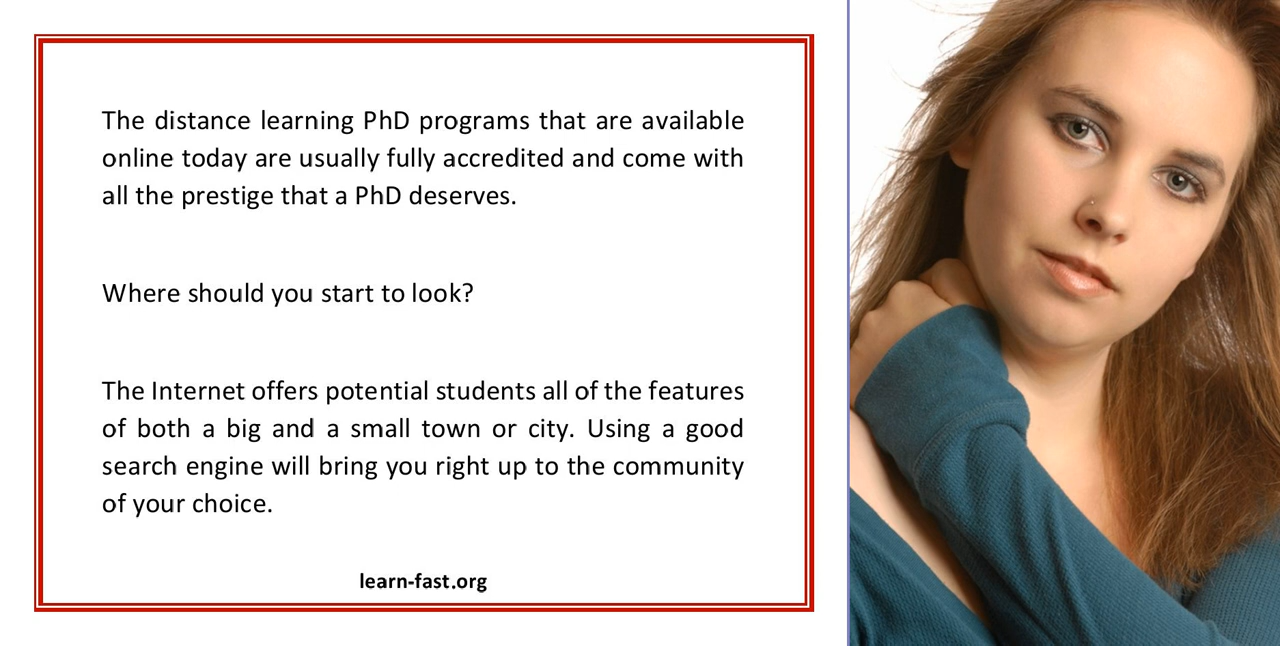 The distance learning PhD programs that are available
online today are usually fully accredited and come with
all the prestige that a PhD deserves.
Where should you start to look?
The Internet offers potential students all of the features
of both a big and a small town or city. Using a good
search engine will bring you right up to the community
of your choice.
learn-fast.org